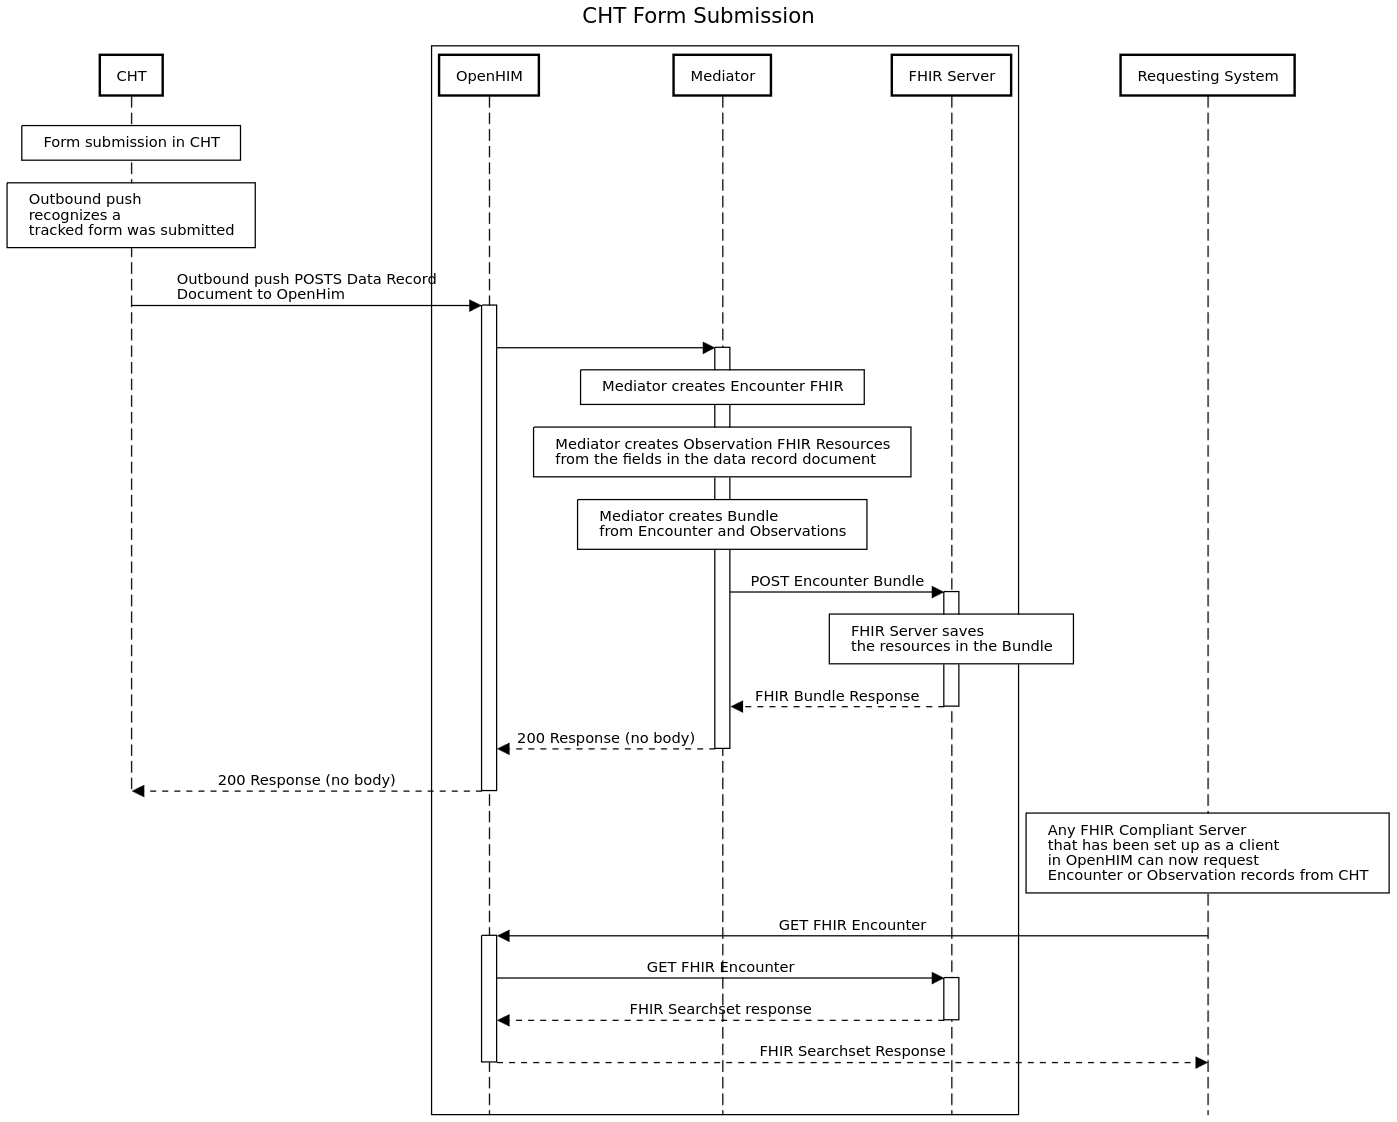 CHT Form Submission
CHT
OpenHIM
Mediator
FHIR Server
Requesting System
Form submission in CHT
Outbound push
recognizes a
tracked form was submitted
Outbound push POSTS Data Record
Document to OpenHim
Mediator creates Encounter FHIR
Mediator creates Observation FHIR Resources
from the fields in the data record document
Mediator creates Bundle
from Encounter and Observations
POST Encounter Bundle
FHIR Server saves
the resources in the Bundle
FHIR Bundle Response
200 Response (no body)
200 Response (no body)
Any FHIR Compliant Server
that has been set up as a client
in OpenHIM can now request
Encounter or Observation records from CHT
GET FHIR Encounter
GET FHIR Encounter
FHIR Searchset response
FHIR Searchset Response